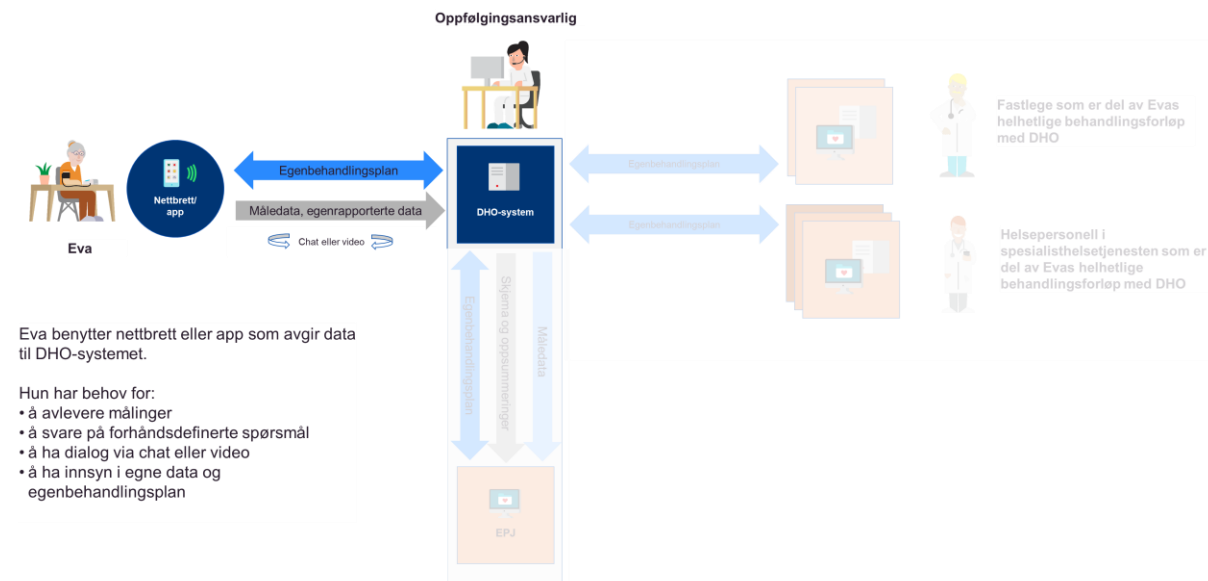 Oppfølgingsansvarlig
Eva
Nettbrett/
app
Egenbehandlingsplan
Måledata, egenrapporterte data
Chat eller video
DHO-system
Egenbehandlingsplan
Egenbehandlingsplan
Fastlege som er del av Evas
helhetlige behandlingsforløp
med DHO
Helsepersonell i
spesialisthelsetjenesten som er
del av Evas helhetlige
behandlingsforløp med DHO
Egenbehandlingsplan
Skjema og oppsummeringer
Måledata
EPJ
Eva benytter nettbrett eller app som avgir data
til DHO-systemet.
Hun har behov for:
• å avlevere målinger
• å svare på forhåndsdefinerte spørsmål
• å ha dialog via chat eller video
• å ha innsyn i egne data og
egenbehandlingsplan